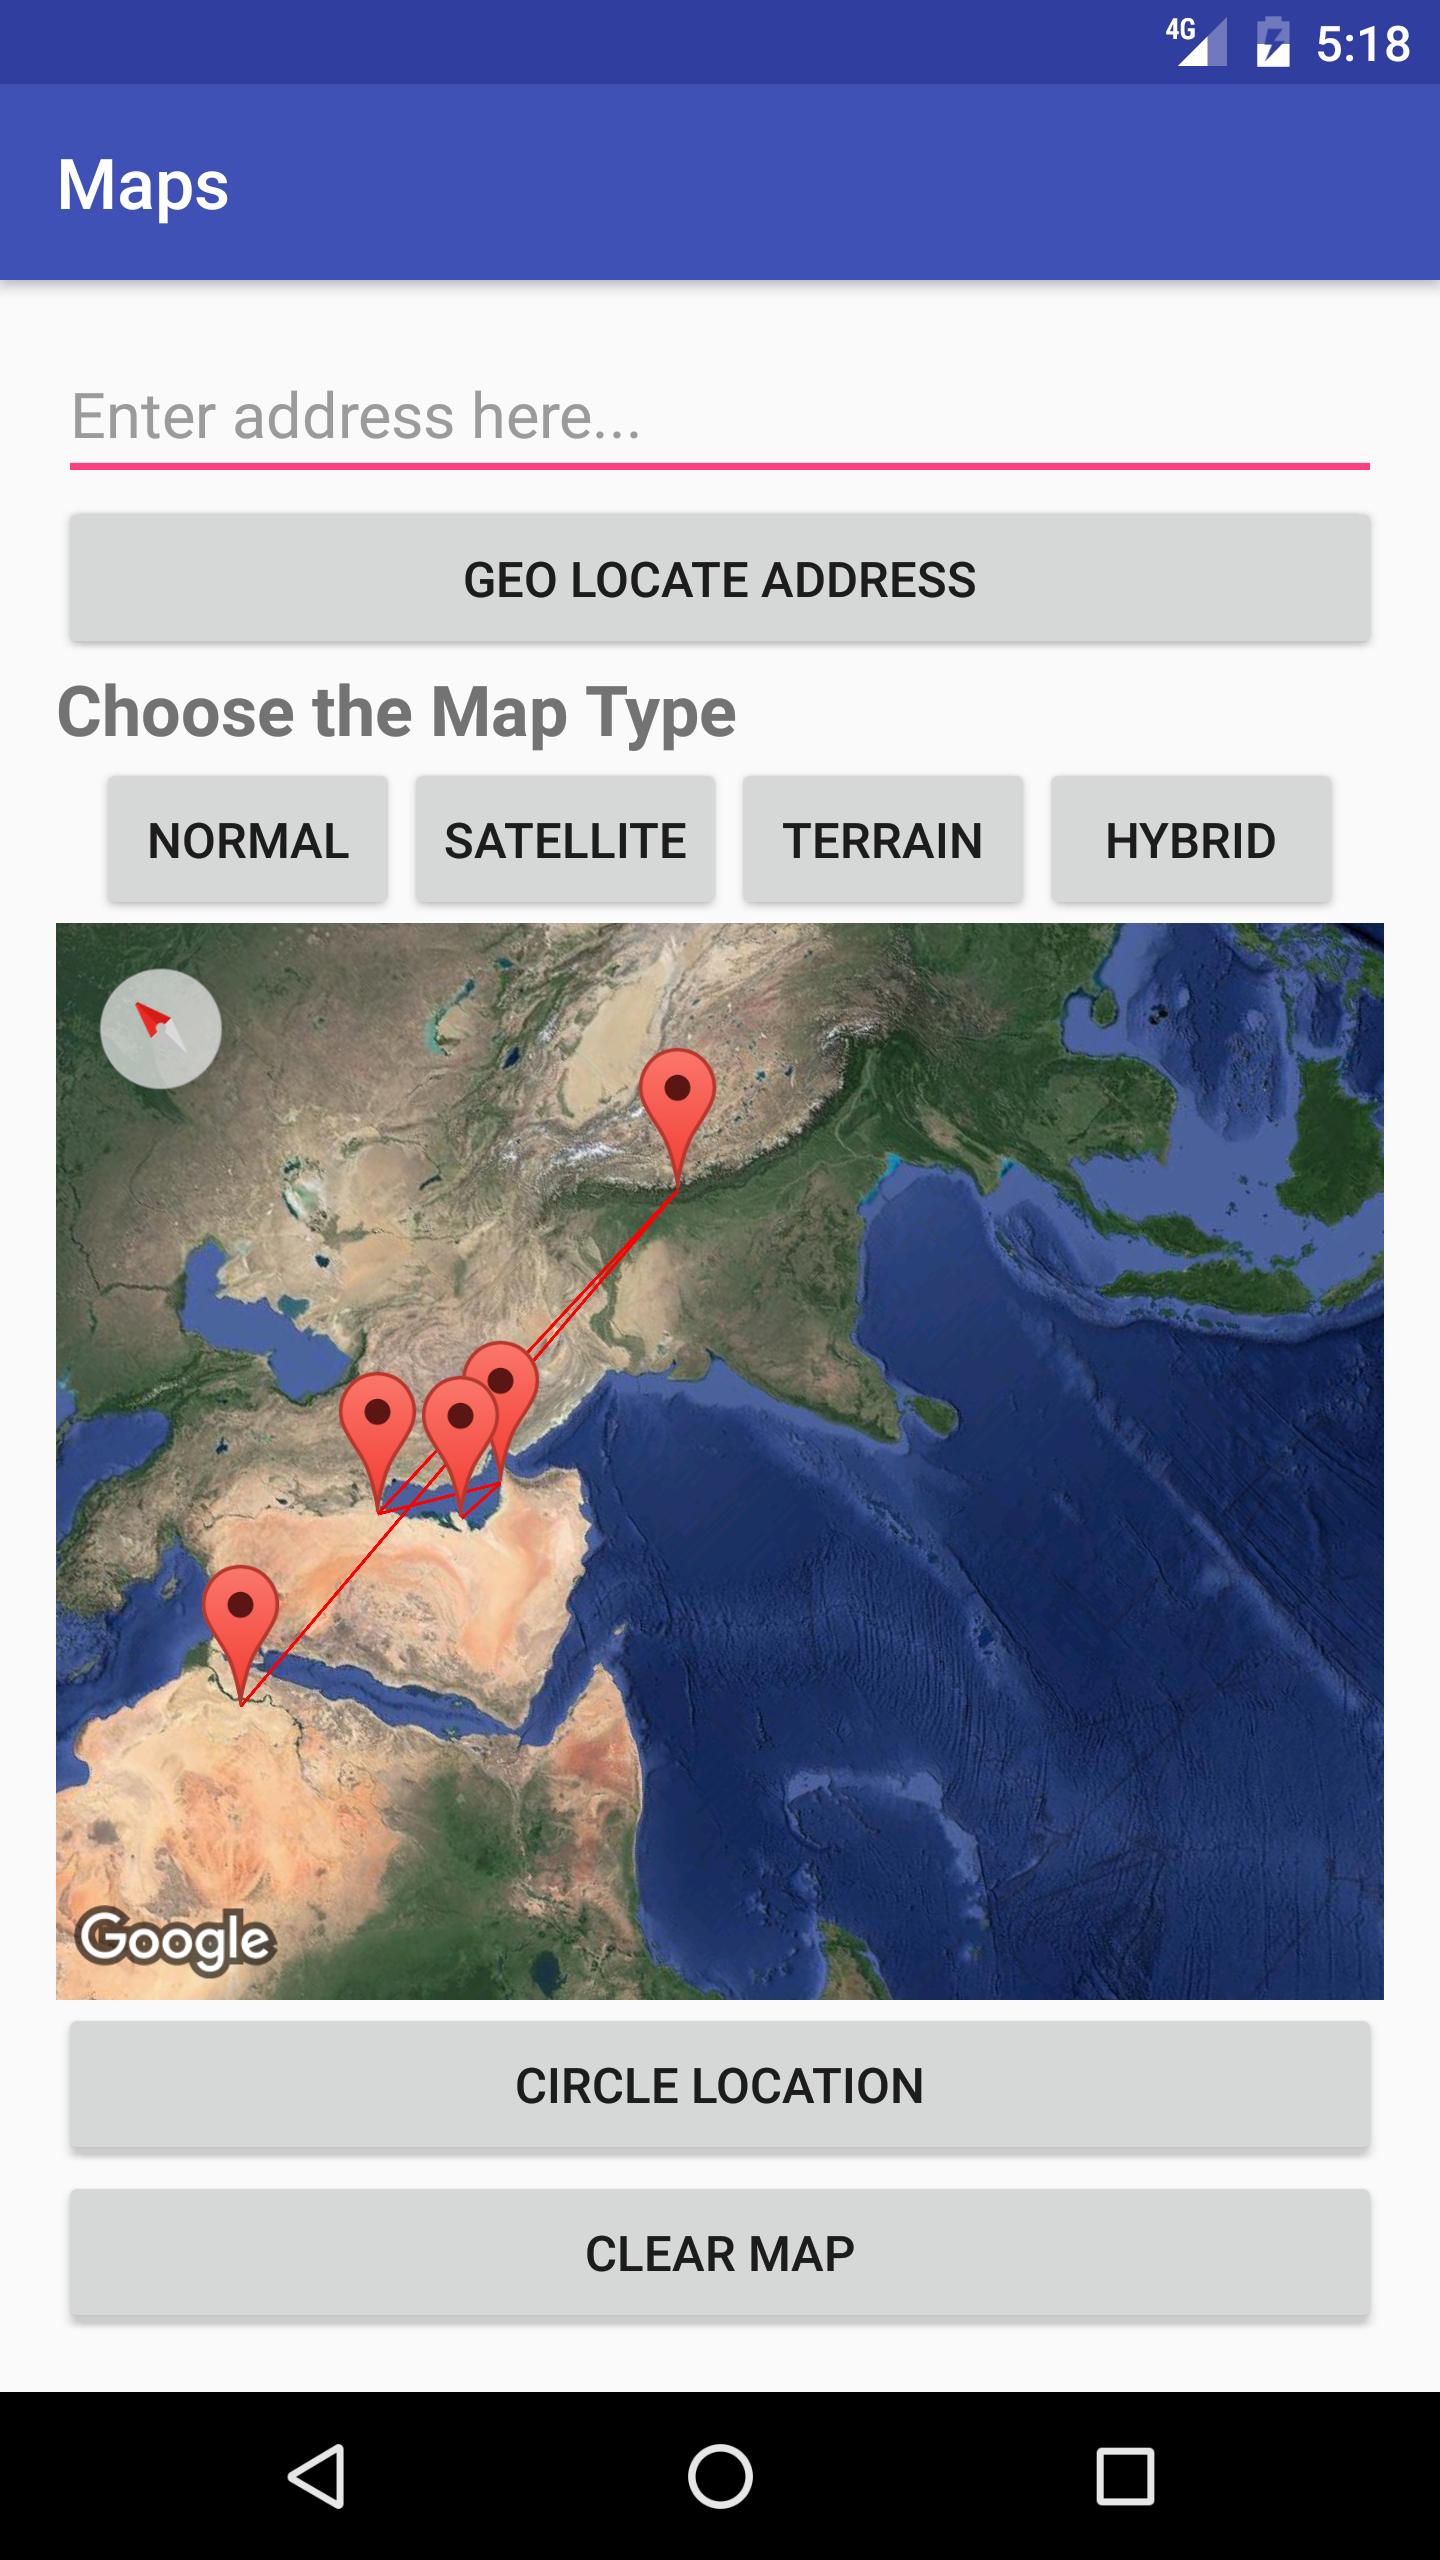 4G 5:18
Maps
Enter address here...
GEO LOCATE ADDRESS
Choose the Map Type
NORMAL SATELLITE TERRAIN HYBRID
Google
CIRCLE LOCATION
CLEAR MAP